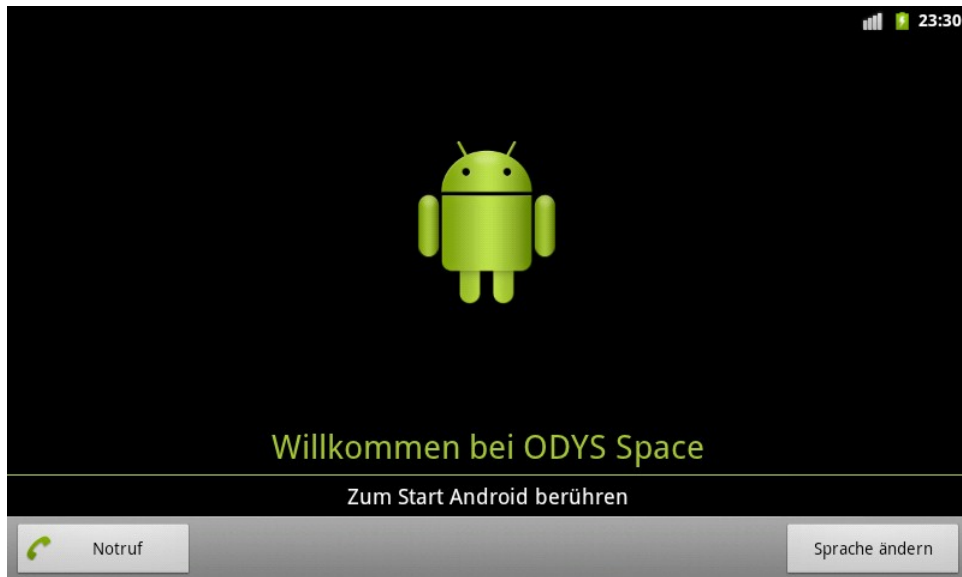 23:30
Willkommen bei ODYS Space
Zum Start Android berühren
Notruf
Sprache ändern